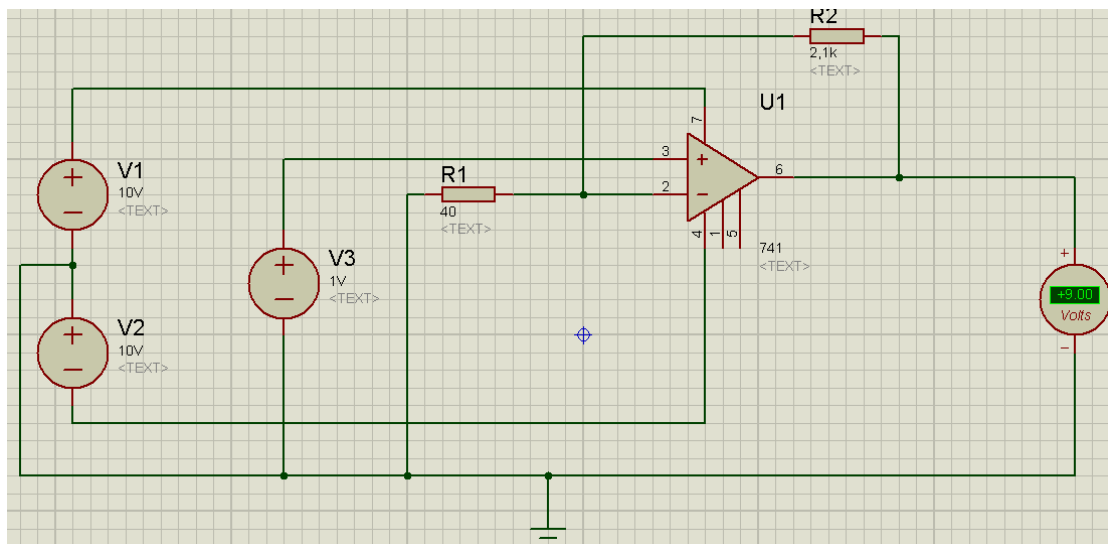 R2
2,1k
<TEXT>
U1
7
V1
10V
<TEXT>
3
+
6
R1
2
−
40
<TEXT>
4
1
5
741
<TEXT>
V3
1V
<TEXT>
+
+9.00
Volts
−
V2
10V
<TEXT>